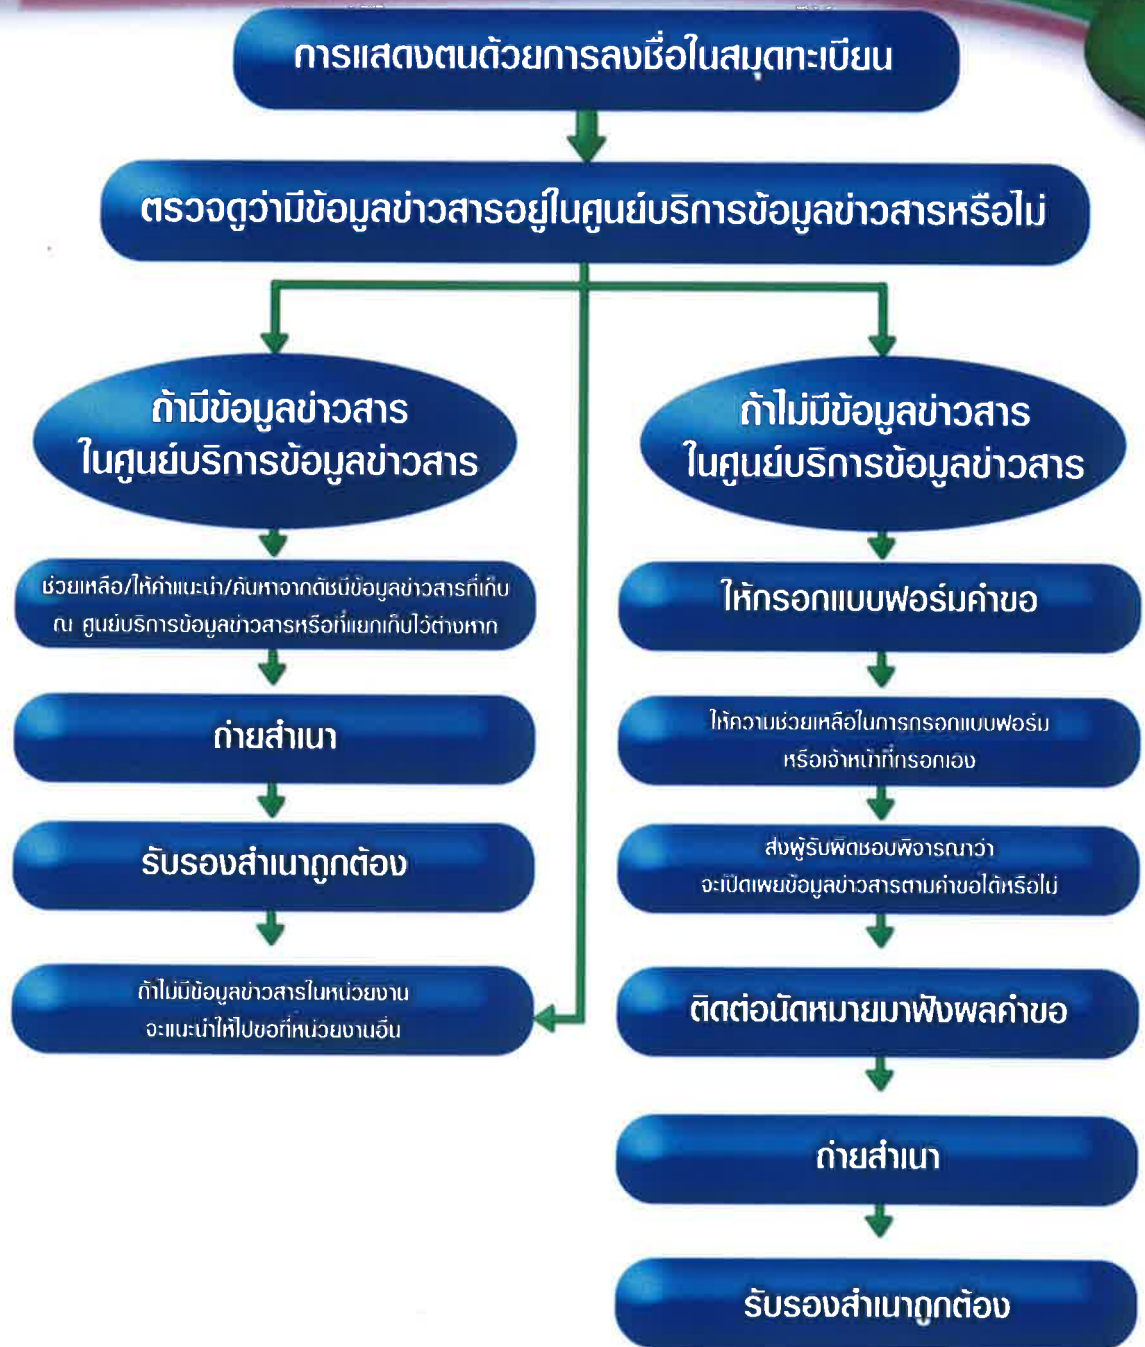 การแสดงตนด้วยการลงชื่อในสมุดทะเบียน
ตรวจดูว่ามีข้อมูลข่าวสารอยู่ในศูนย์บริการข้อมูลข่าวสารหรือไม่
ถ้ามีข้อมูลข่าวสาร
ในศูนย์บริการข้อมูลข่าวสาร
ช่วยเหลือ/ให้คำแนะนำ/ค้นหาจากดัชนีข้อมูลข่าวสารที่เก็บ
ณ ศูนย์บริการข้อมูลข่าวสารหรือที่แยกเก็บไว้ต่างหาก
ถ่ายสำเนา
รับรองสำเนาถูกต้อง
ถ้าไม่มีข้อมูลข่าวสารในหน่วยงาน
จะแนะนำให้ไปขอที่หน่วยงานอื่น
ถ้าไม่มีข้อมูลข่าวสาร
ในศูนย์บริการข้อมูลข่าวสาร
ให้กรอกแบบฟอร์มคำขอ
ให้ความช่วยเหลือในการกรอกแบบฟอร์ม
หรือเจ้าหน้าที่กรอกเอง
ส่งผู้รับผิดชอบพิจารณาว่า
จะเปิดเผยข้อมูลข่าวสารตามคำขอได้หรือไม่
ติดต่อนัดหมายมาฟังผลคำขอ
ถ่ายสำเนา
รับรองสำเนาถูกต้อง